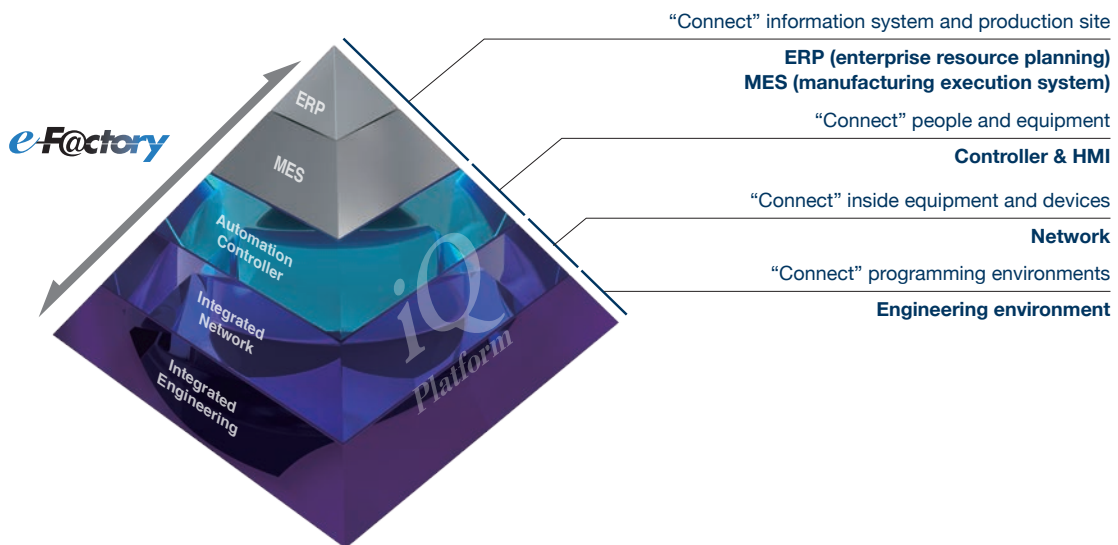 “Connect” information system and production site
ERP (enterprise resource planning)
MES (manufacturing execution system)
“Connect” people and equipment
Controller & HMI
“Connect” inside equipment and devices
Network
“Connect” programming environments
Engineering environment
e-F@ctory
ERP
MES
Automation
Controller
Integrated
Network
Integrated
Engineering
iQ
Platform